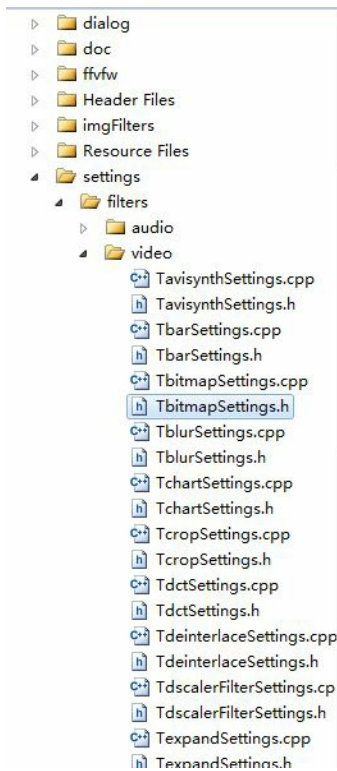 dialog
doc
ffvfw
Header Files
imgFilters
Resource Files
settings
filters
audio
video
TavisynthSettings.cpp
TavisynthSettings.h
TbarSettings.cpp
TbarSettings.h
TbitmapSettings.cpp
TbitmapSettings.h
TblurSettings.cpp
TblurSettings.h
TchartSettings.cpp
TchartSettings.h
TcropSettings.cpp
TcropSettings.h
TdctSettings.cpp
TdctSettings.h
TdeinterlaceSettings.cpp
TdeinterlaceSettings.h
TdscalerFilterSettings.cp
TdscalerFilterSettings.h
TexpandSettings.cpp
TexpandSettings.h